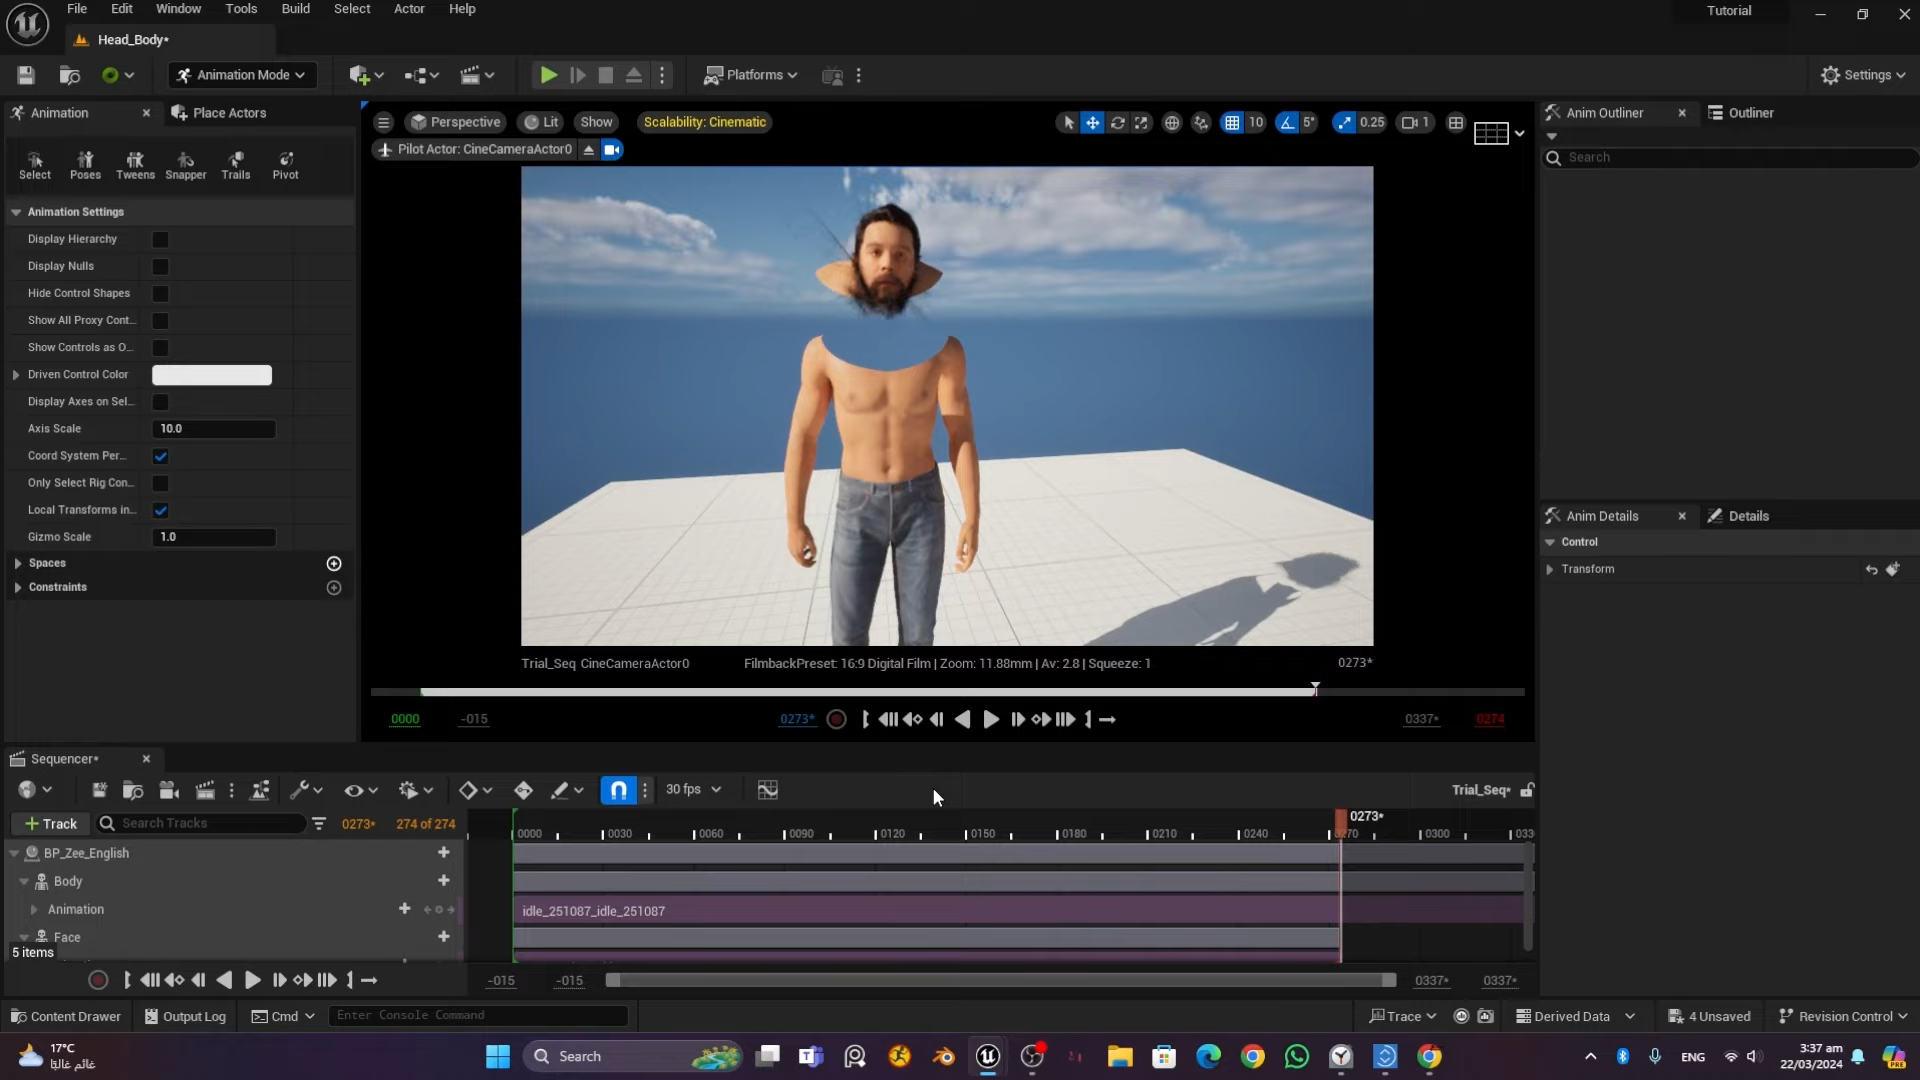 File Edit Window Tools Build Select Actor Help
Tutorial
Head_Body*
Animation Mode
Platforms
Settings
Animation
Place Actors
Perspective
Lit
Show
Scalability: Cinematic
10
5°
0.25
1
Anim Outliner
Outliner
Pilot Actor: CineCameraActor0
Search
Select Poses Tweens Snapper Trails Pivot
Animation Settings
Display Hierarchy
Display Nulls
Hide Control Shapes
Show All Proxy Cont...
Show Controls as O...
Driven Control Color
Display Axes on Sel...
Axis Scale 10.0
Coord System Per...
Only Select Rig Con...
Local Transforms in...
Gizmo Scale 1.0
Spaces
Constraints
Anim Details
Details
Control
Transform
Trial_Seq CineCameraActor0
FilmbackPreset: 16:9 Digital Film | Zoom: 11.88mm | Av: 2.8 | Squeeze: 1
0273*
0000 -015 0273* 0337* 0274
Sequencer*
30 fps
Trial_Seq*
Track
Search Tracks
0273* 274 of 274
0273*
0000 0030 0060 0090 0120 0150 0180 0210 0240 0270 0300 033
BP_Zee_English
Body
Animation
idle_251087_idle_251087
Face
5 items
-015 -015 0337* 0337*
Content Drawer
Output Log
Cmd
Enter Console Command
Trace
Derived Data
4 Unsaved
Revision Control
17°C
غائم غالبًا
Search
ENG
3:37 am
22/03/2024
PRE